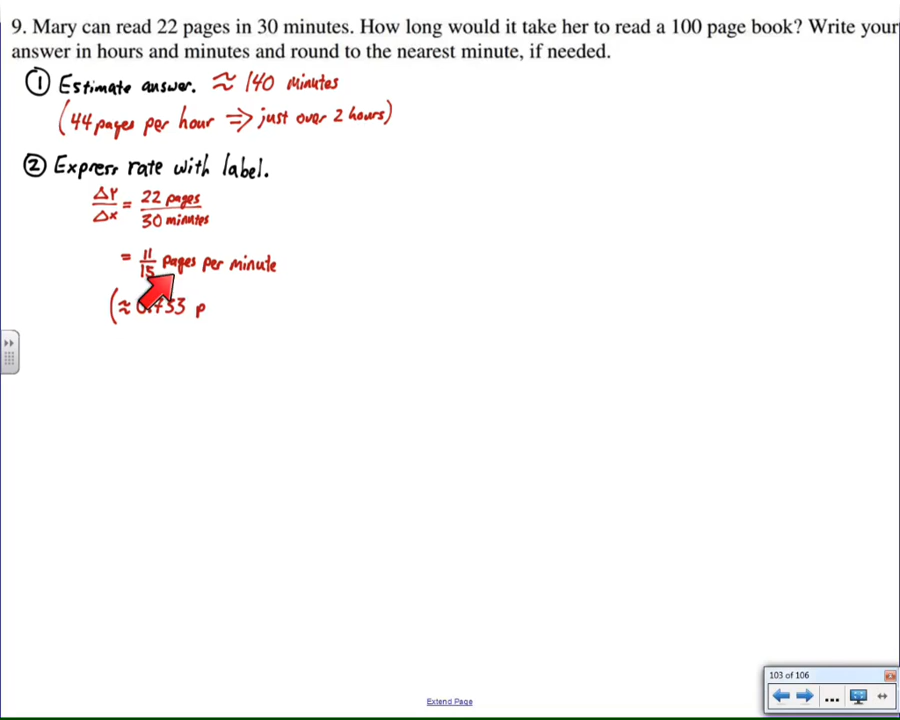 9. Mary can read 22 pages in 30 minutes. How long would it take her to read a 100 page book? Write your
answer in hours and minutes and round to the nearest minute, if needed.
① Estimate answer. ≈ 140 minutes
(44 pages per hour ⇒ just over 2 hours)
② Express rate with label.
ΔY/Δx = 22 pages/30 minutes
= 11/15 pages per minute
(≈ 0.733 p
103 of 106
...
Extend Page